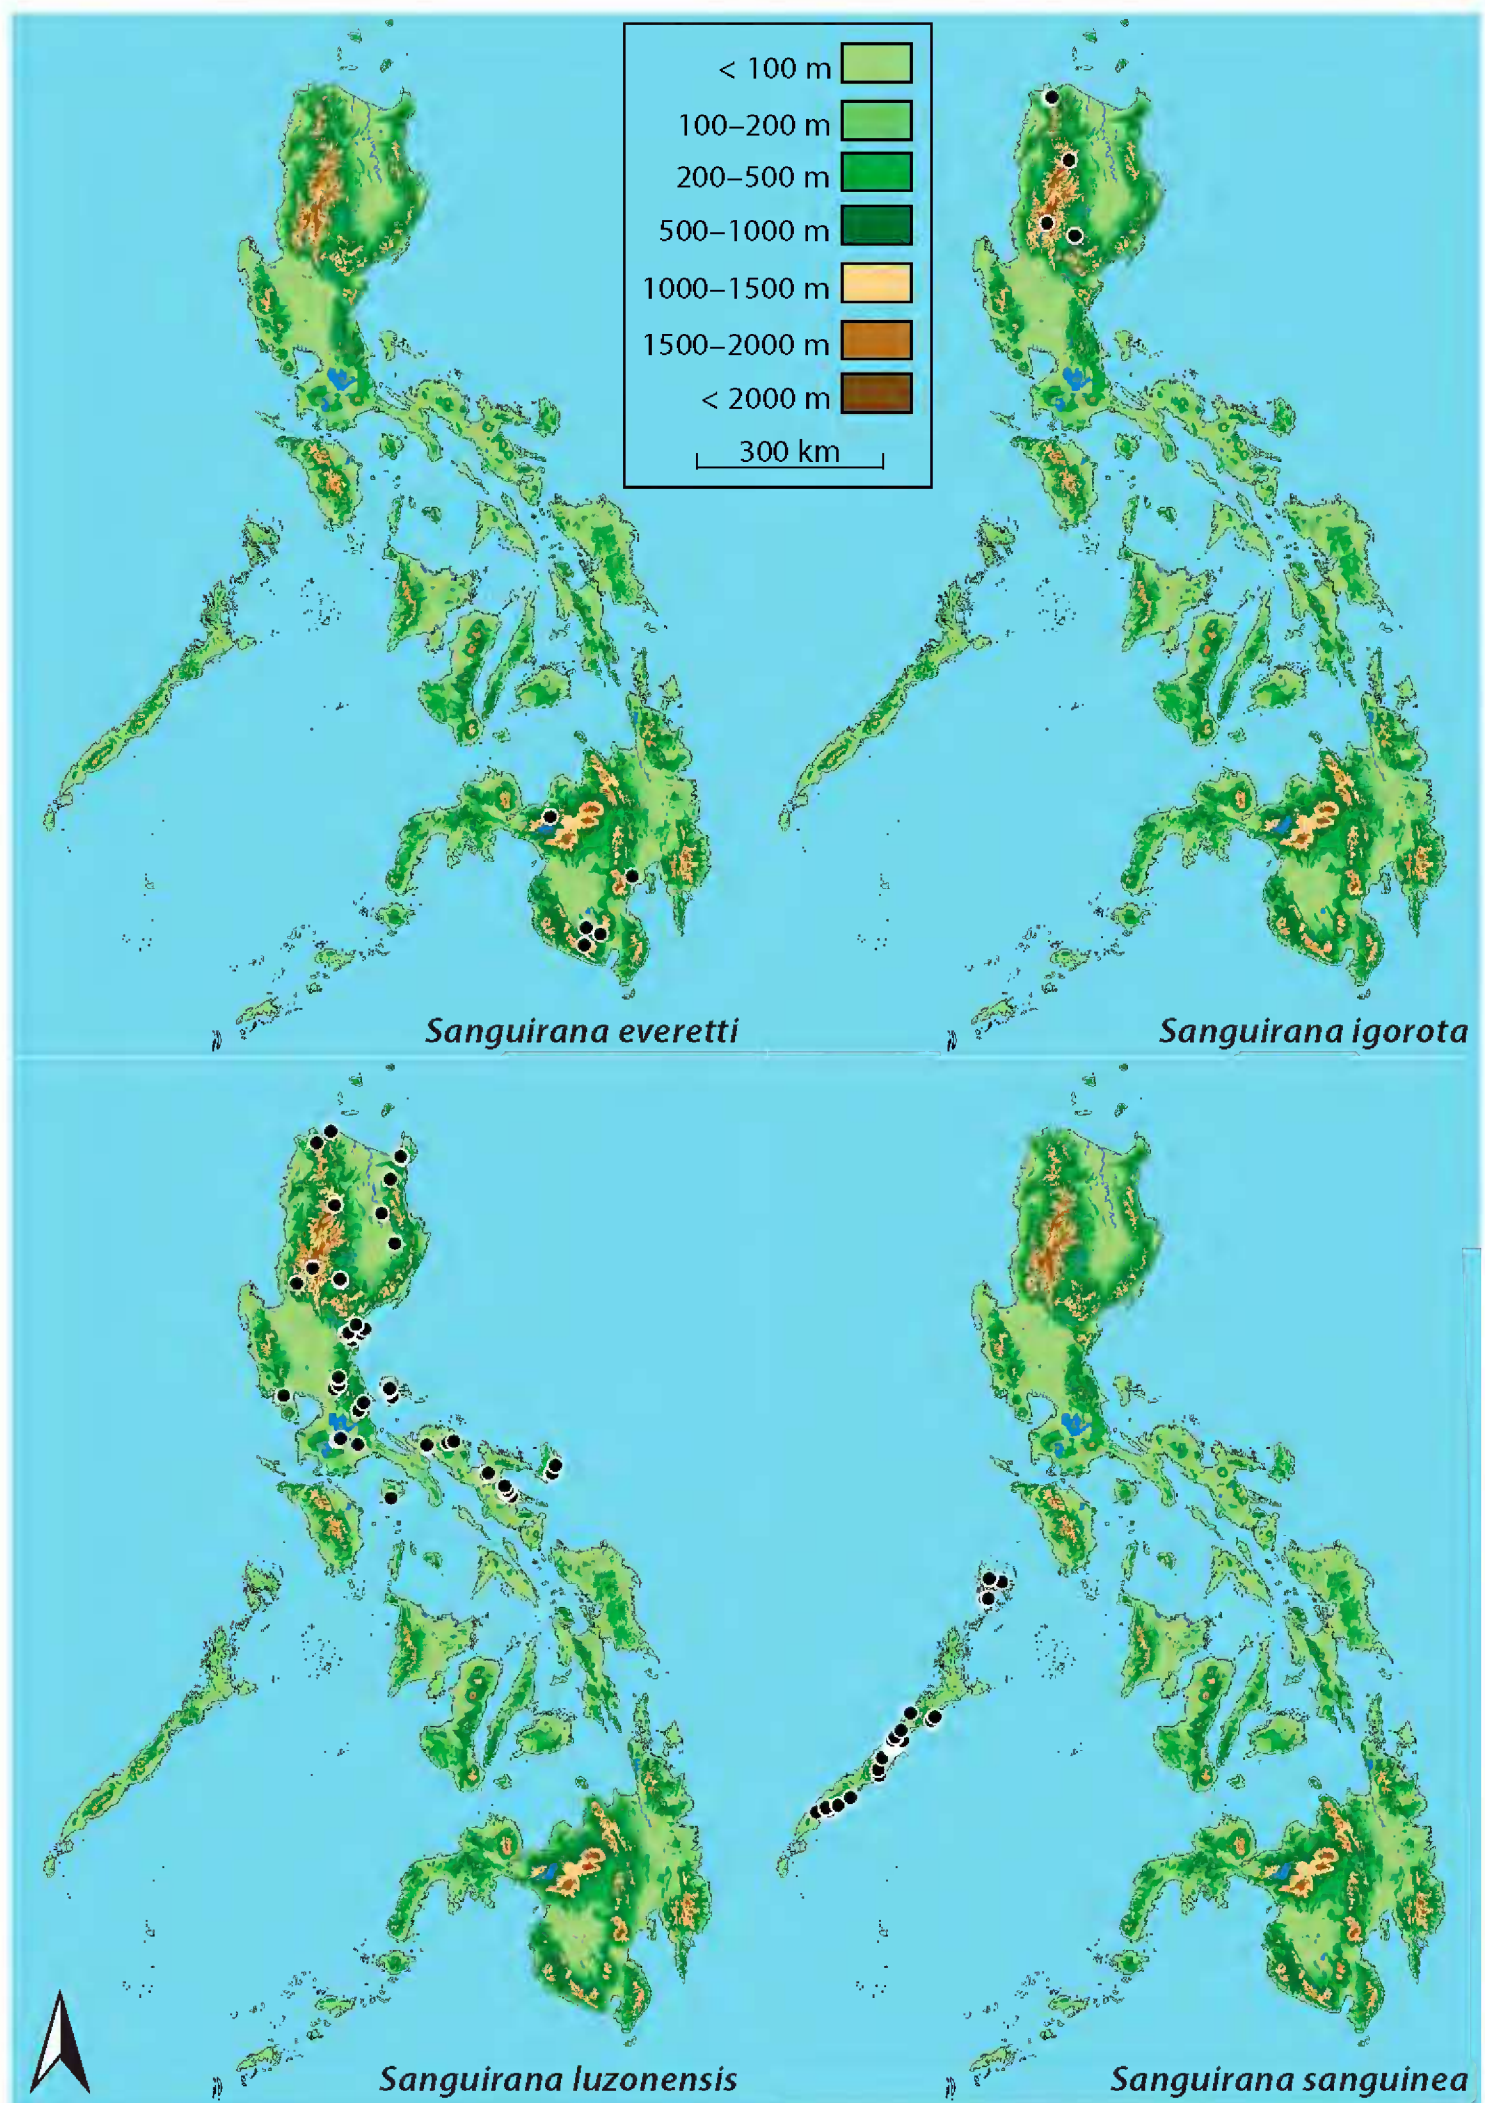 < 100 m
100–200 m
200–500 m
500–1000 m
1000–1500 m
1500–2000 m
< 2000 m
300 km
Sanguirana everetti
Sanguirana igorota
Sanguirana luzonensis
Sanguirana sanguinea